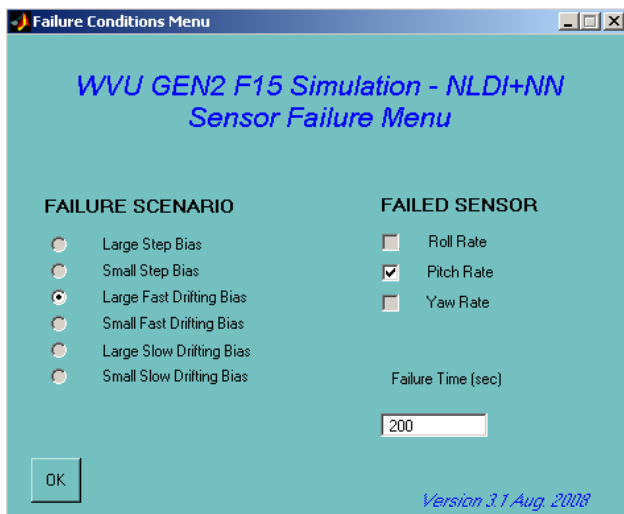 Failure Conditions Menu
WVU GEN2 F15 Simulation - NLDI+NN
Sensor Failure Menu
FAILURE SCENARIO
Large Step Bias
Small Step Bias
Large Fast Drifting Bias
Small Fast Drifting Bias
Large Slow Drifting Bias
Small Slow Drifting Bias
FAILED SENSOR
Roll Rate
Pitch Rate
Yaw Rate
Failure Time (sec)
200
OK
Version 3.1 Aug. 2008